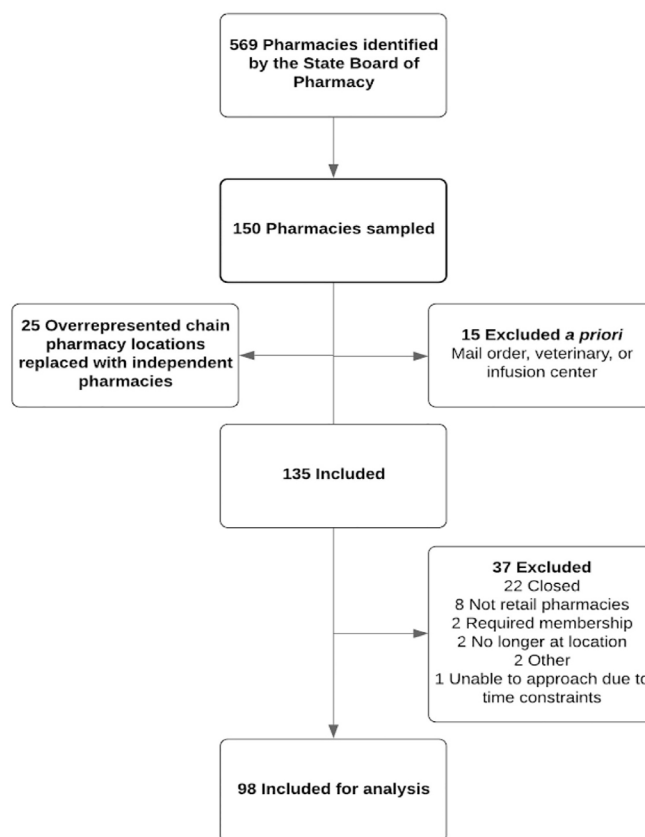 569 Pharmacies identified
by the State Board of
Pharmacy
150 Pharmacies sampled
25 Overrepresented chain
pharmacy locations
replaced with independent
pharmacies
15 Excluded a priori
Mail order, veterinary, or
infusion center
135 Included
37 Excluded
22 Closed
8 Not retail pharmacies
2 Required membership
2 No longer at location
2 Other
1 Unable to approach due to
time constraints
98 Included for analysis